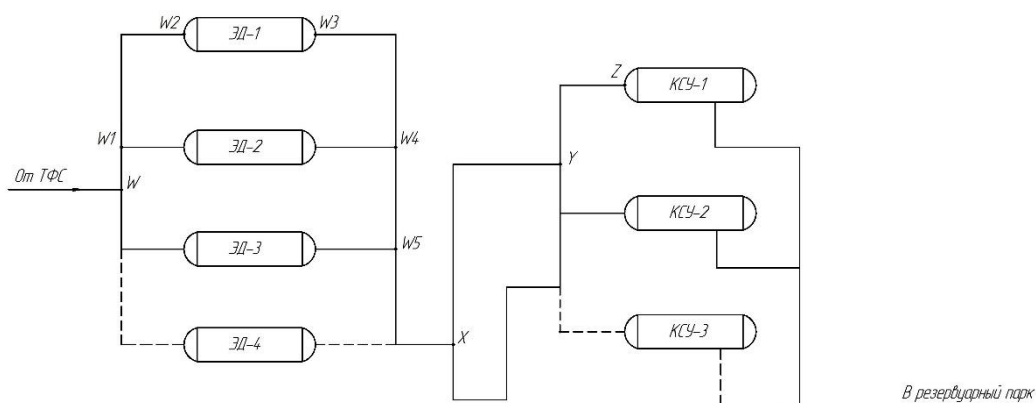 W2
ЭД-1
W3
Z
КСУ-1
W1
ЭД-2
W4
Y
От ТФС
W
КСУ-2
ЭД-3
W5
ЭД-4
X
КСУ-3
В резервуарный парк